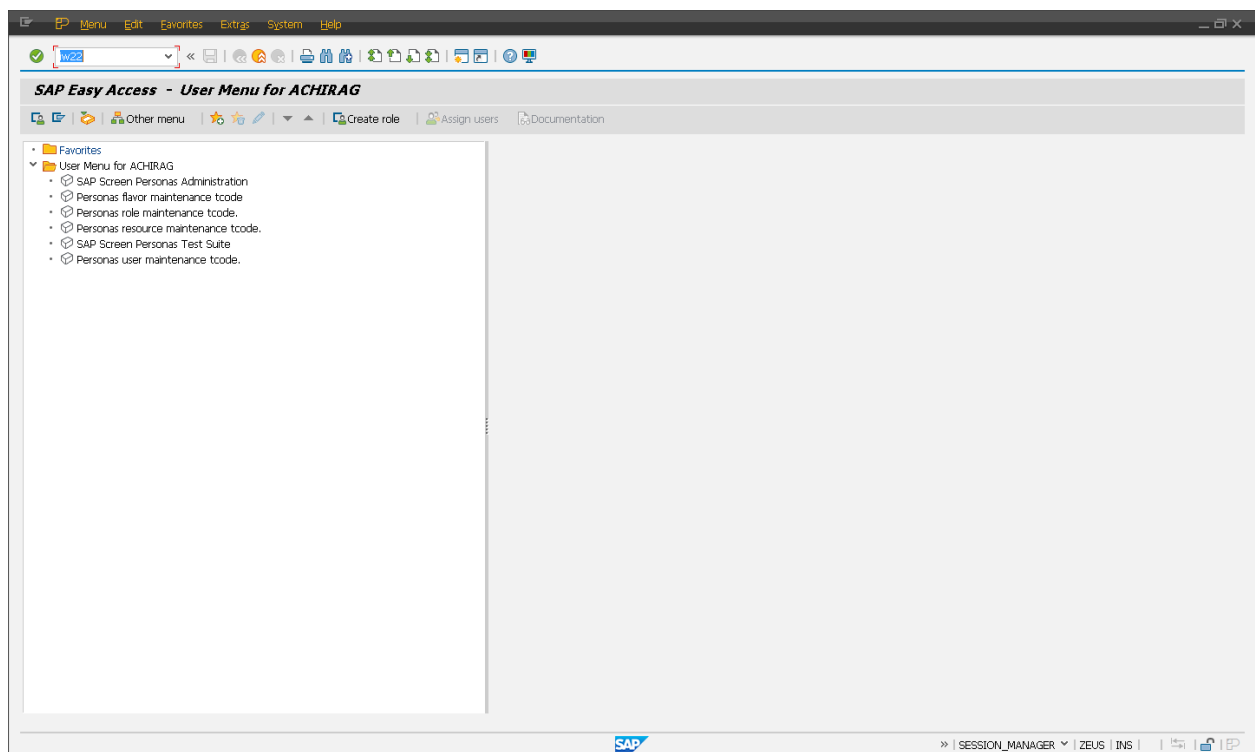 Menu Edit Favorites Extras System Help
w22
SAP Easy Access - User Menu for ACHIRAG
Other menu Create role Assign users Documentation
Favorites
User Menu for ACHIRAG
SAP Screen Personas Administration
Personas flavor maintenance tcode
Personas role maintenance tcode.
Personas resource maintenance tcode.
SAP Screen Personas Test Suite
Personas user maintenance tcode.
SAP » | SESSION_MANAGER | ZEUS | INS |